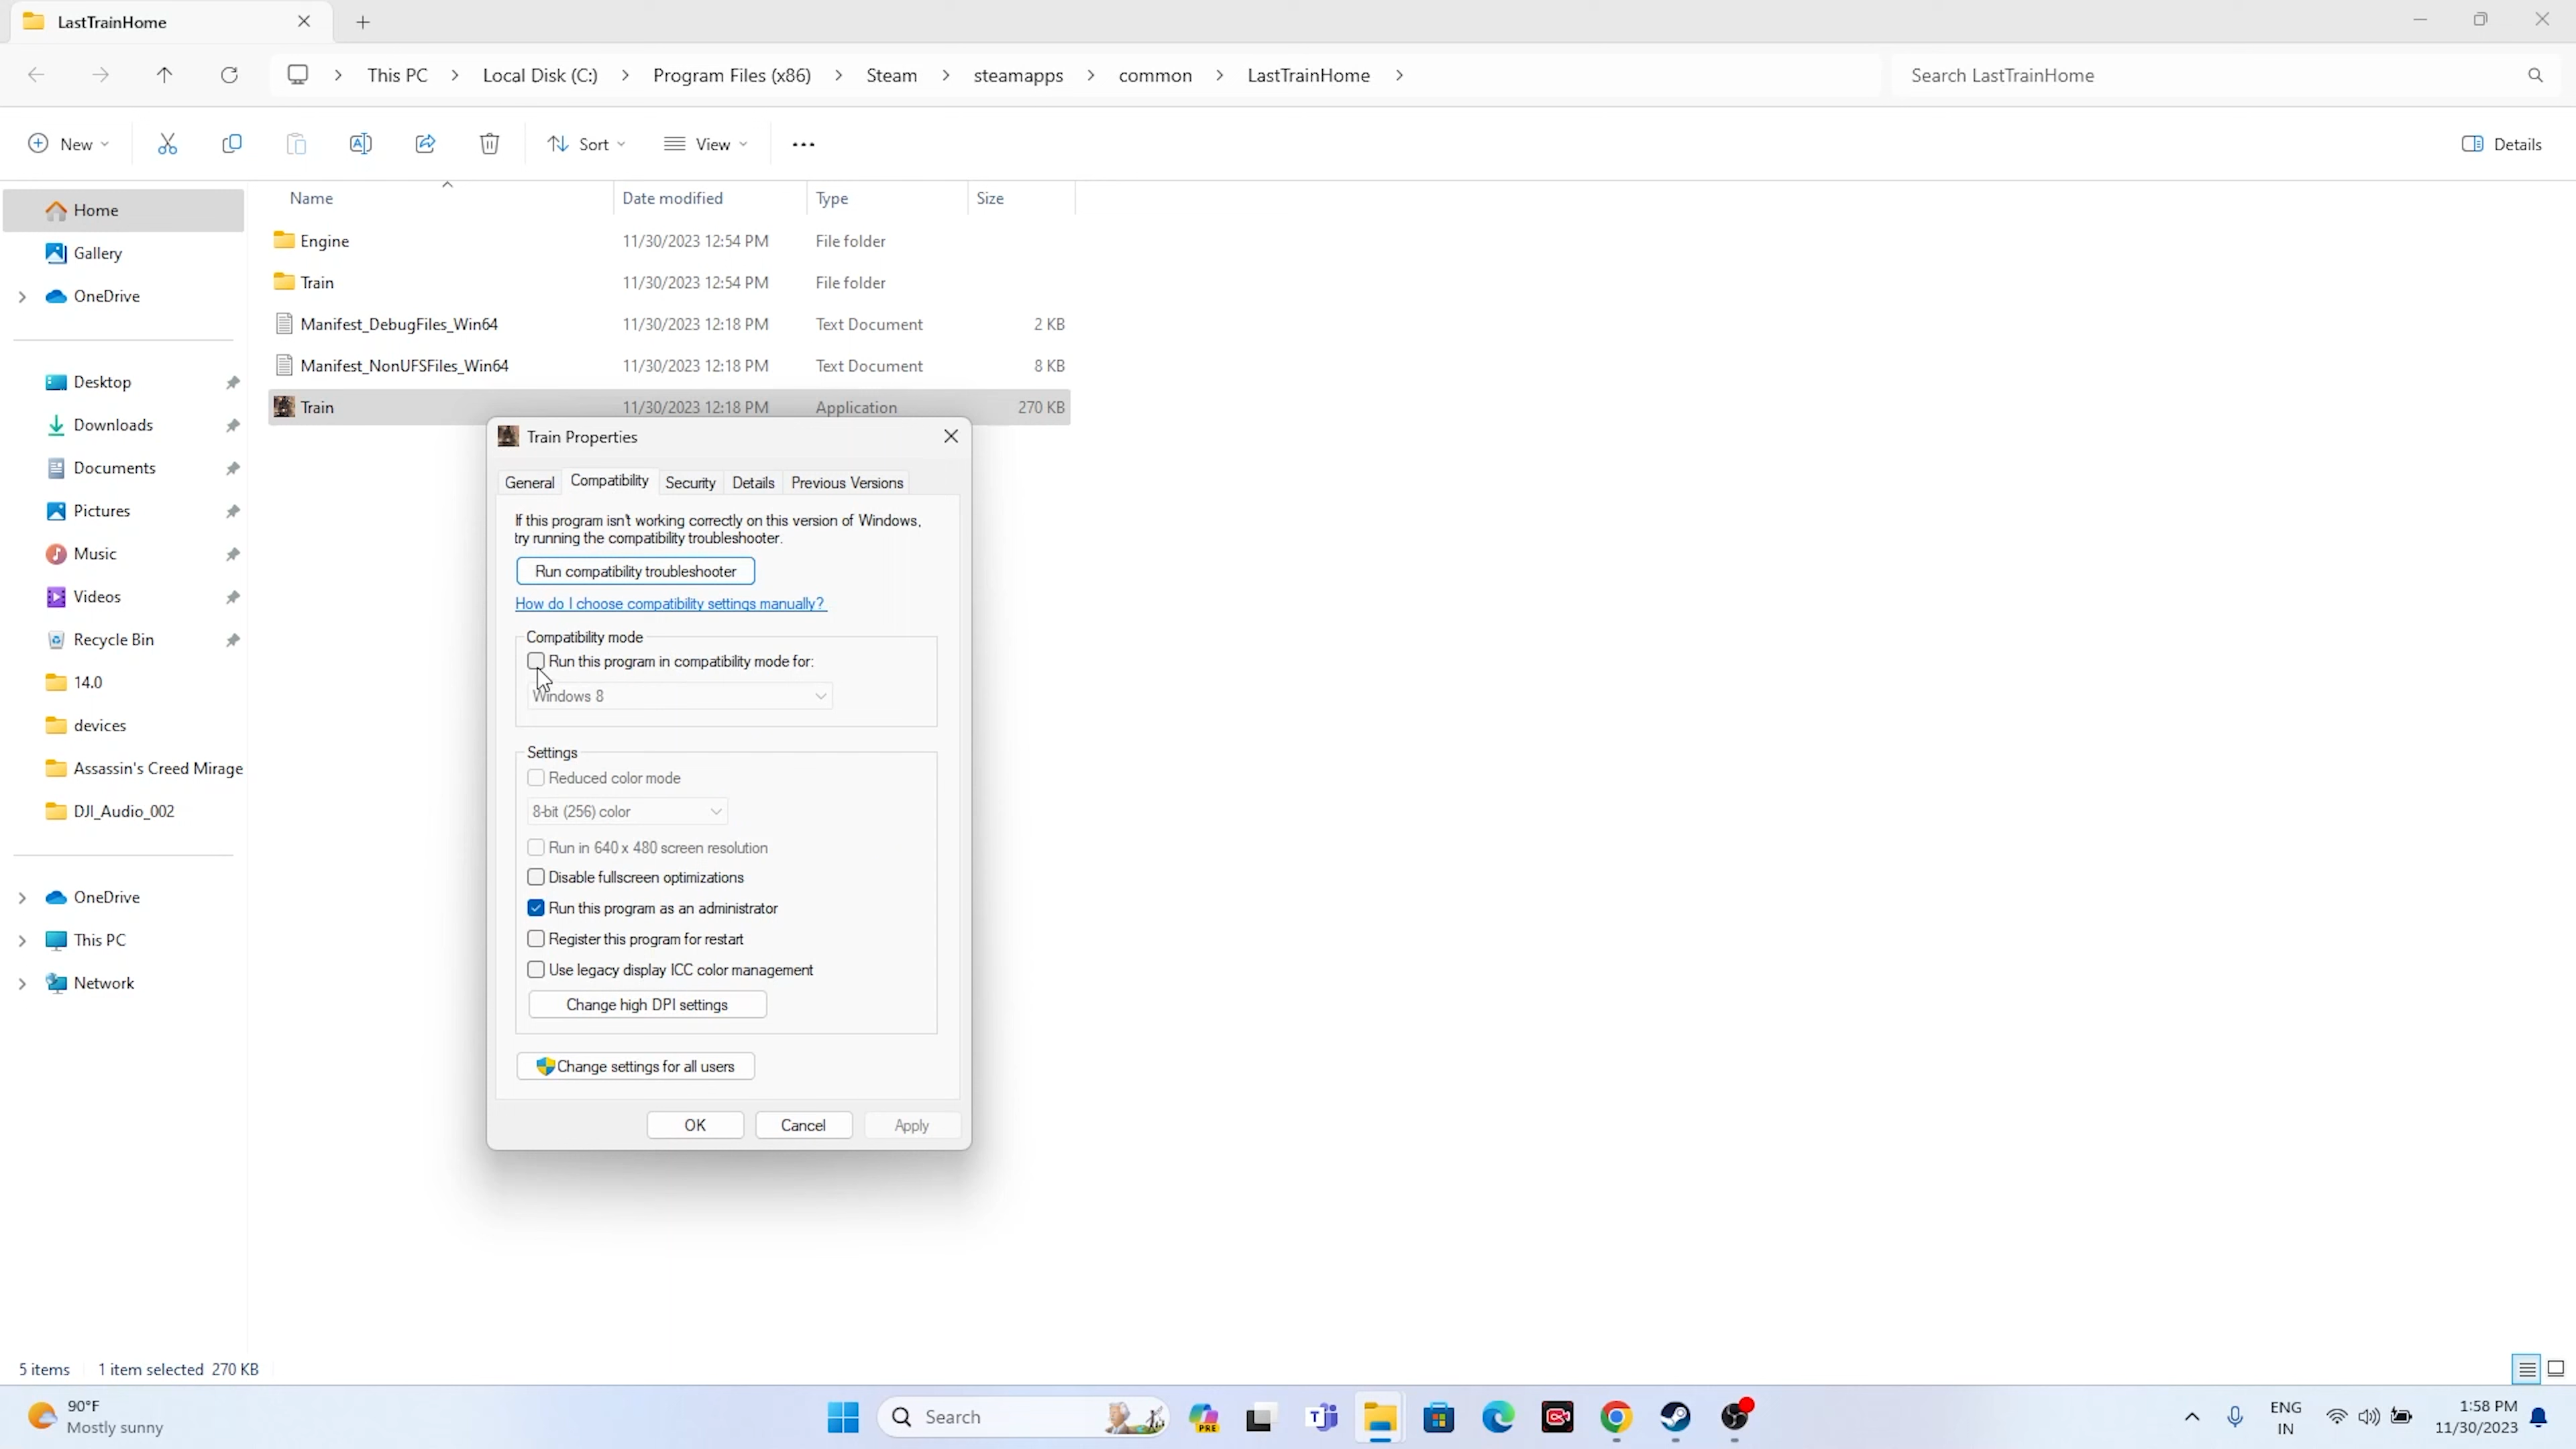 LastTrainHome
This PC > Local Disk (C:) > Program Files (x86) > Steam > steamapps > common > LastTrainHome >
Search LastTrainHome
New
Sort
View
Details
Name Date modified Type Size
Home
Gallery
OneDrive
Desktop
Downloads
Documents
Pictures
Music
Videos
Recycle Bin
14.0
devices
Assassin's Creed Mirage
DJI_Audio_002
OneDrive
This PC
Network
Engine 11/30/2023 12:54 PM File folder
Train 11/30/2023 12:54 PM File folder
Manifest_DebugFiles_Win64 11/30/2023 12:18 PM Text Document 2 KB
Manifest_NonUFSFiles_Win64 11/30/2023 12:18 PM Text Document 8 KB
Train 11/30/2023 12:18 PM Application 270 KB
Train Properties
General Compatibility Security Details Previous Versions
If this program isn't working correctly on this version of Windows,
try running the compatibility troubleshooter.
Run compatibility troubleshooter
How do I choose compatibility settings manually?
Compatibility mode
Run this program in compatibility mode for:
Windows 8
Settings
Reduced color mode
8-bit (256) color
Run in 640 x 480 screen resolution
Disable fullscreen optimizations
Run this program as an administrator
Register this program for restart
Use legacy display ICC color management
Change high DPI settings
Change settings for all users
OK Cancel Apply
5 items 1 item selected 270 KB
90°F
Mostly sunny
Search
PRE
ENG
IN
1:58 PM
11/30/2023